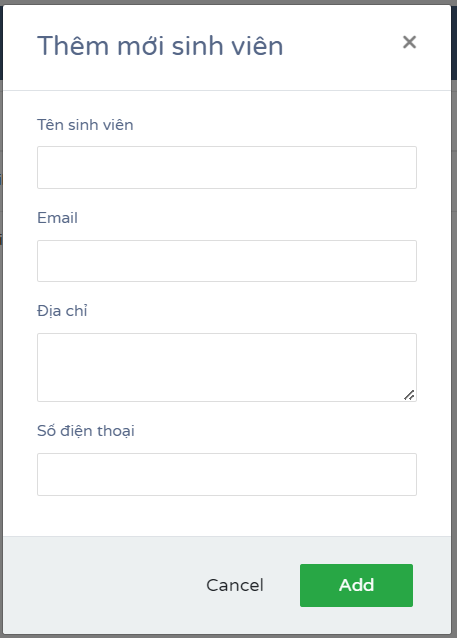 Thêm mới sinh viên ×
Tên sinh viên
Email
Địa chỉ
Số điện thoại
Cancel Add